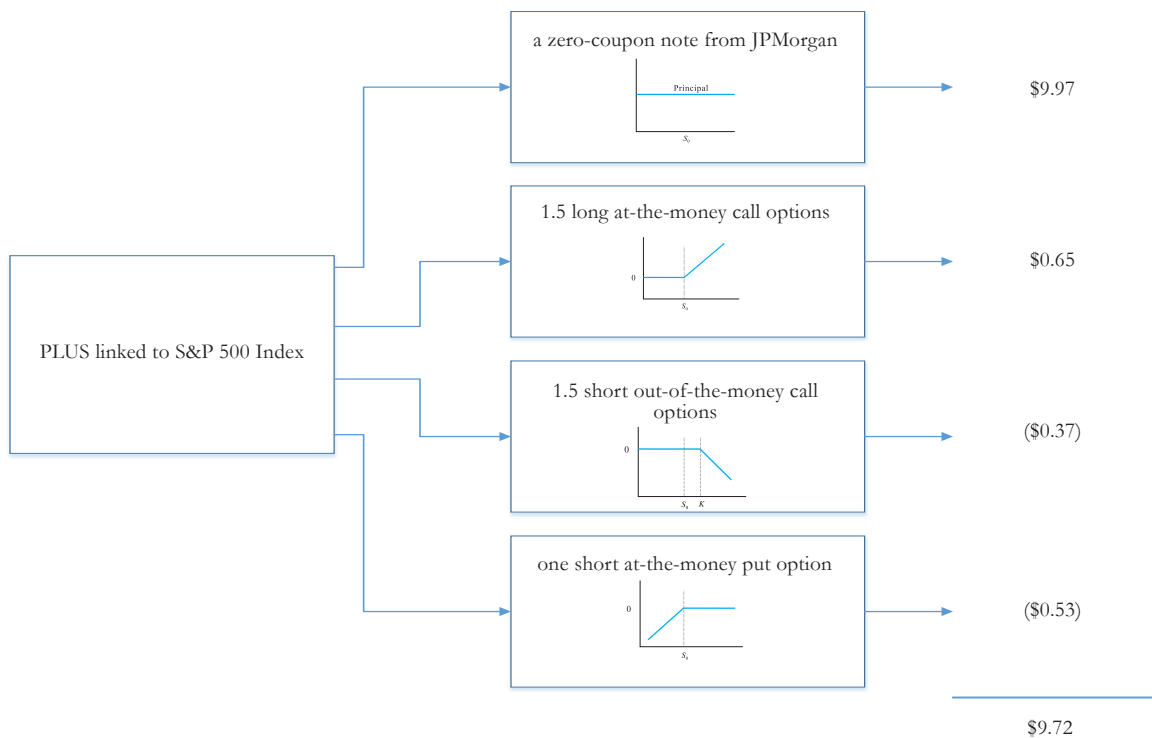 PLUS linked to S&P 500 Index
a zero-coupon note from JPMorgan
Principal
S₀
$9.97
1.5 long at-the-money call options
0
S₀
$0.65
1.5 short out-of-the-money call
options
0
S₀ K
($0.37)
one short at-the-money put option
0
S₀
($0.53)
$9.72